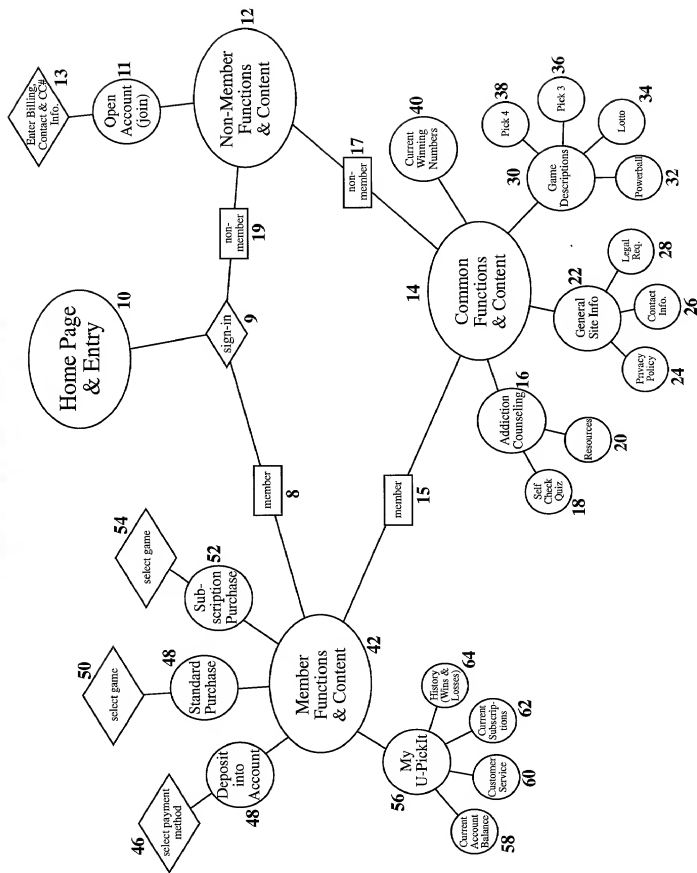 Home Page
& Entry
10
sign-in
9
non-
member
19
Non-Member
Functions
& Content
12
Open
Account
(join)
11
Enter Billing,
Contact & CC#
Info.
13
non-
member
17
member
8
member
15
Common
Functions
& Content
14
Current
Winning
Numbers
40
Game
Descriptions
30
Pick 4
38
Pick 3
36
Lotto
34
Powerball
32
General
Site Info
22
Legal
Req.
28
Contact
Info.
26
Privacy
Policy
24
Addiction
Counseling
16
Resources
20
Self
Check
Quiz
18
Member
Functions
& Content
42
Sub-
scription
Purchase
52
select game
54
Standard
Purchase
48
select game
50
Deposit
into
Account
48
select payment
method
46
My
U-PickIt
56
History
(Wins &
Losses)
64
Current
Subscrip-
tions
62
Customer
Service
60
Current
Account
Balance
58